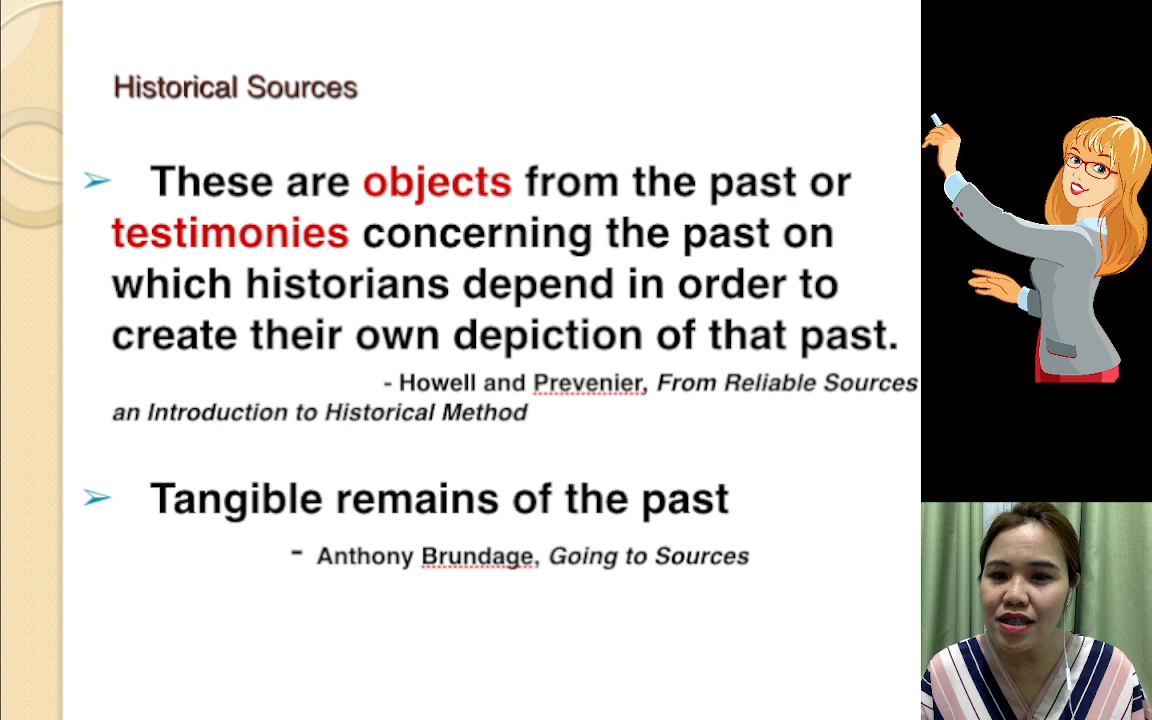 Historical Sources
➢ These are objects from the past or
testimonies concerning the past on
which historians depend in order to
create their own depiction of that past.
- Howell and Prevenier, From Reliable Sources
an Introduction to Historical Method
➢ Tangible remains of the past
- Anthony Brundage, Going to Sources